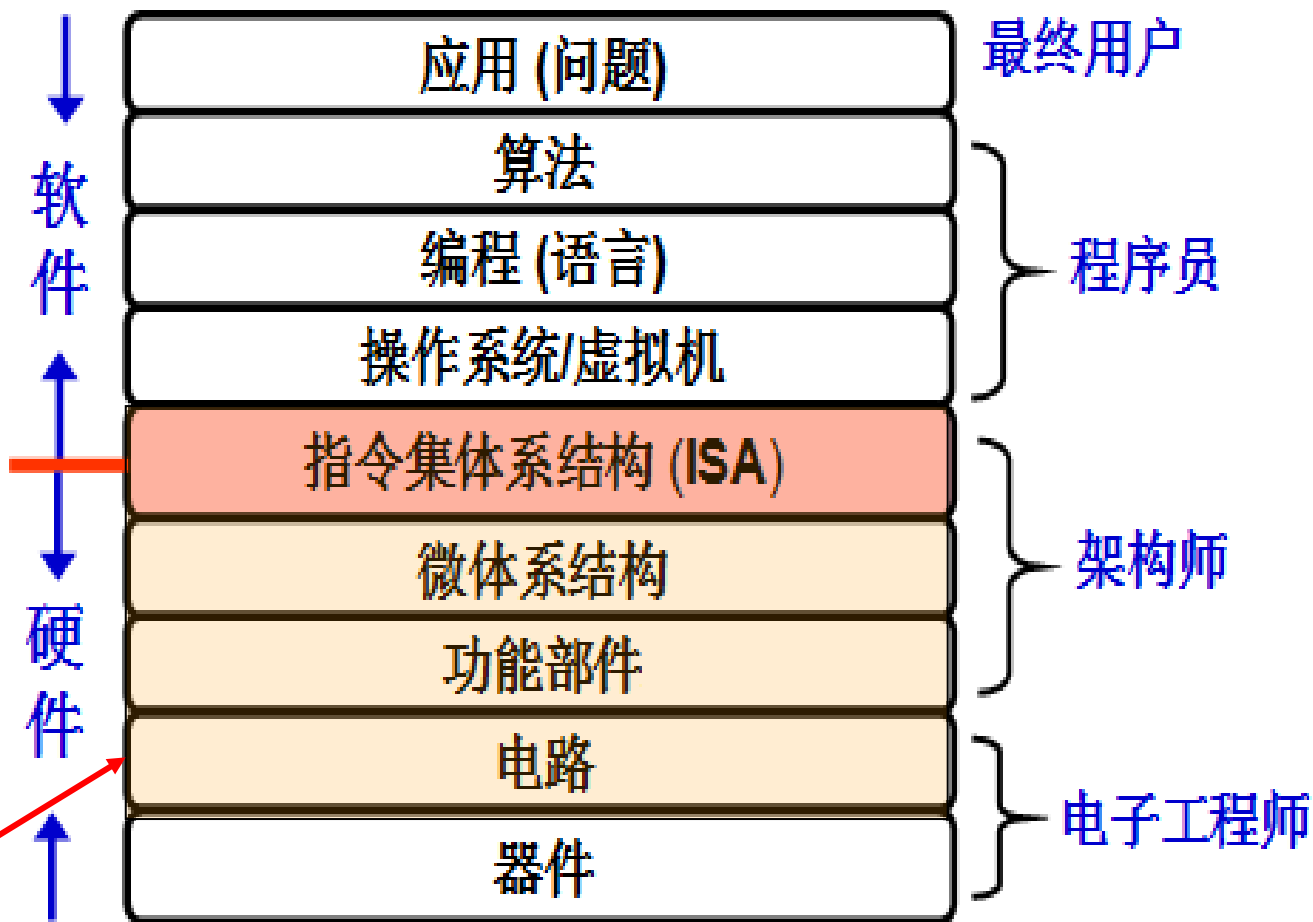 应用 (问题)
最终用户
算法
编程 (语言)
操作系统/虚拟机
程序员
软件
指令集体系结构 (ISA)
微体系结构
功能部件
架构师
硬件
电路
器件
电子工程师